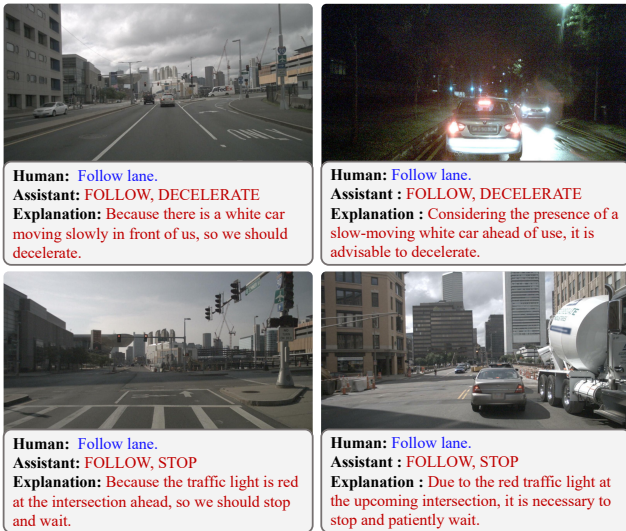 ONLY
Human: Follow lane.
Assistant: FOLLOW, DECELERATE
Explanation: Because there is a white car
moving slowly in front of us, so we should
decelerate.
Human: Follow lane.
Assistant : FOLLOW, DECELERATE
Explanation : Considering the presence of a
slow-moving white car ahead of use, it is
advisable to decelerate.
Human: Follow lane.
Assistant: FOLLOW, STOP
Explanation: Because the traffic light is red
at the intersection ahead, so we should stop
and wait.
Human: Follow lane.
Assistant : FOLLOW, STOP
Explanation : Due to the red traffic light at
the upcoming intersection, it is necessary to
stop and patiently wait.